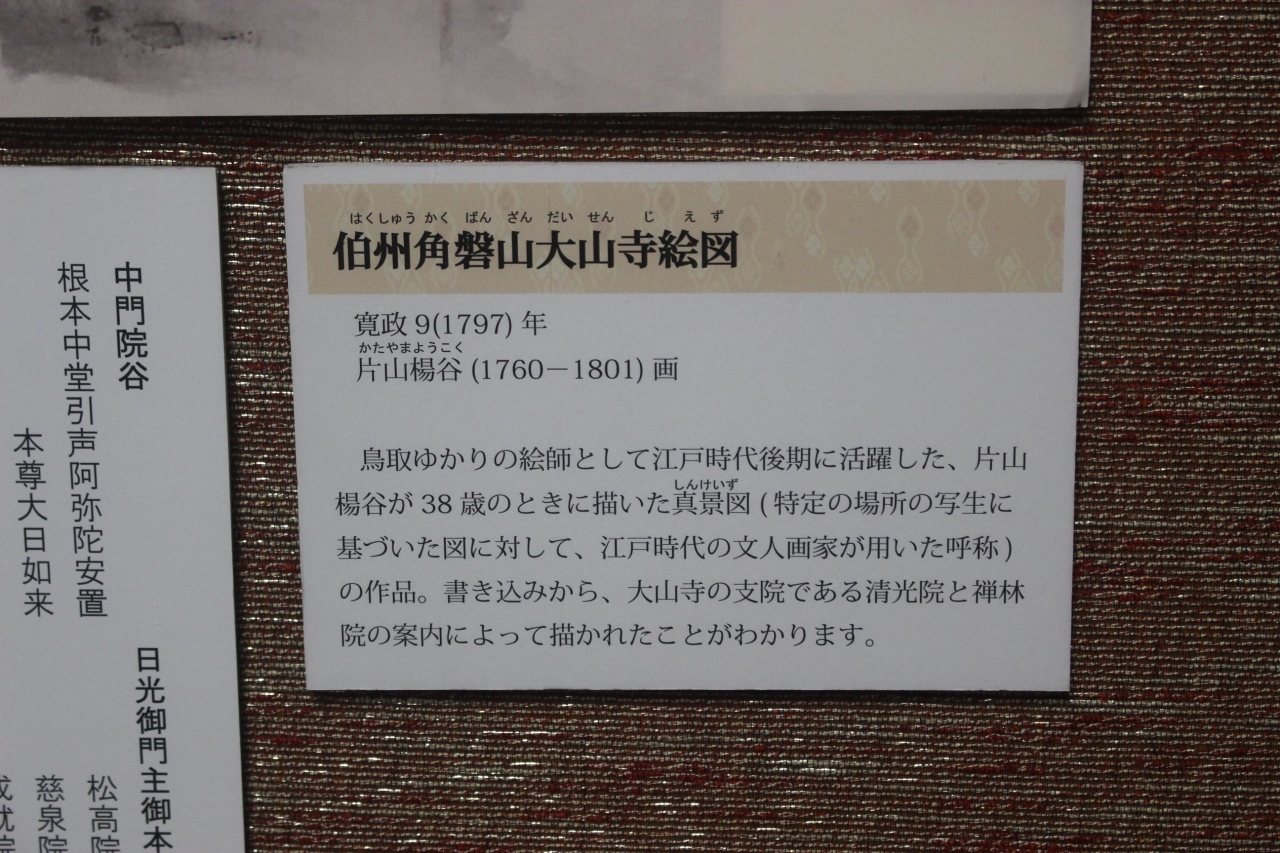 はくしゅう かく ばん ざん だい せん じ え ず
伯州角磐山大山寺絵図
寛政 9(1797) 年
かたやまようこく
片山楊谷 (1760－1801) 画
鳥取ゆかりの絵師として江戸時代後期に活躍した、片山
しんけいず
楊谷が 38 歳のときに描いた真景図 ( 特定の場所の写生に
基づいた図に対して、江戸時代の文人画家が用いた呼称 )
の作品。書き込みから、大山寺の支院である清光院と禅林
院の案内によって描かれたことがわかります。
中門院谷
根本中堂引声阿弥陀安置
本尊大日如来
日光御門主御本
松高院
慈泉院
成就院